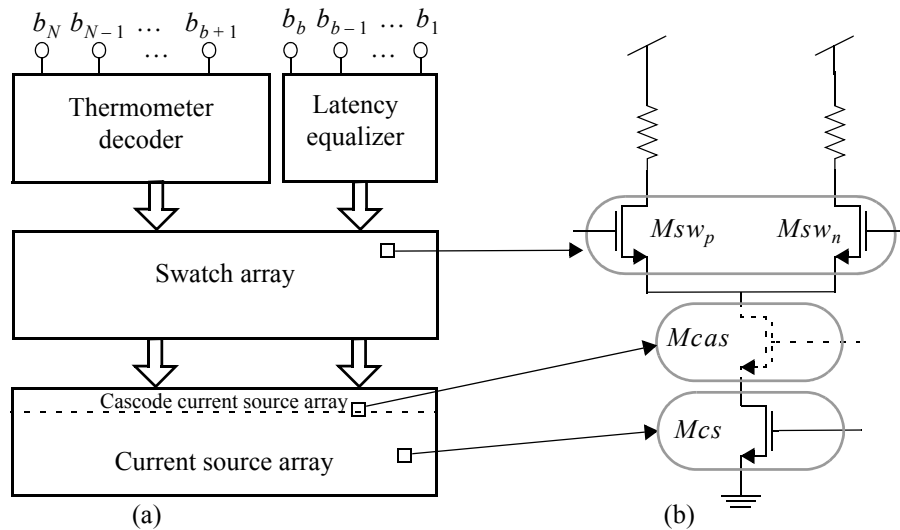 b_N b_{N-1} ... b_{b+1} b_b b_{b-1} ... b_1
... ...
Thermometer
decoder
Latency
equalizer
Swatch array
Cascode current source array
Current source array
(a)
Msw_p Msw_n
Mcas
Mcs
(b)